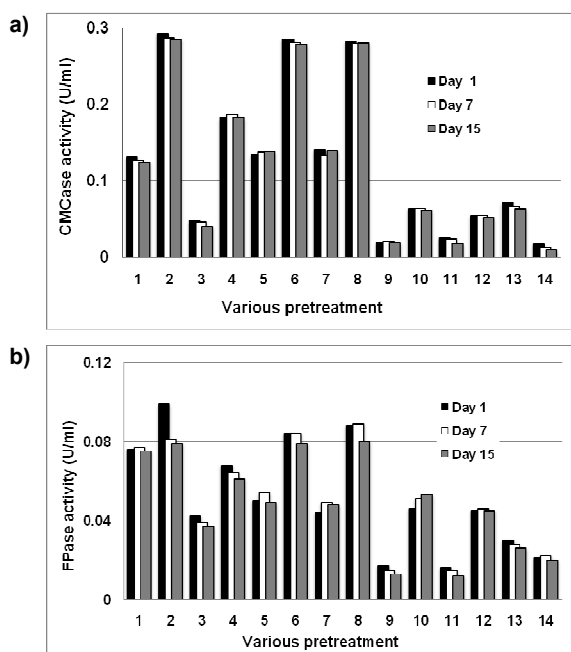 a)
CMCase activity (U/ml)
0.3
0.2
0.1
0
Day 1
Day 7
Day 15
1 2 3 4 5 6 7 8 9 10 11 12 13 14
Various pretreatment
b)
FPase activity (U/ml)
0.12
0.08
0.04
0
Day 1
Day 7
Day 15
1 2 3 4 5 6 7 8 9 10 11 12 13 14
Various pretreatment